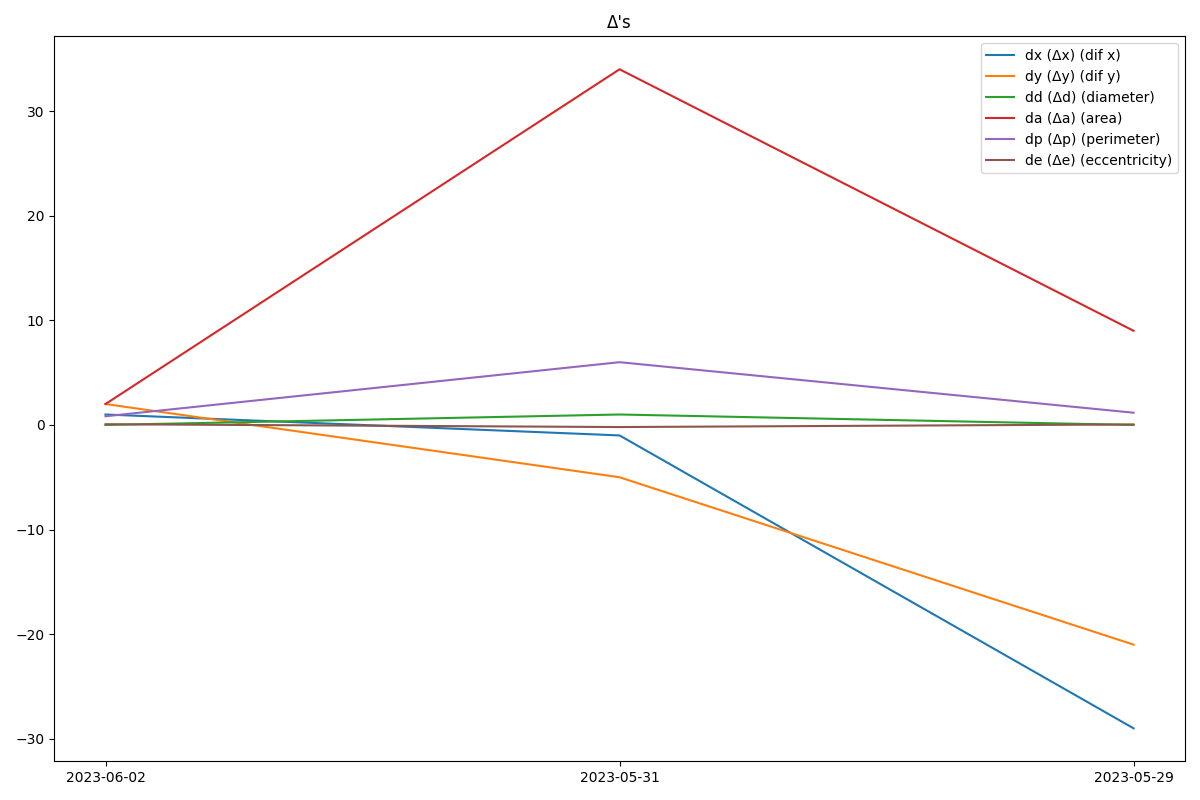 Δ's
dx (Δx) (dif x)
dy (Δy) (dif y)
dd (Δd) (diameter)
da (Δa) (area)
dp (Δp) (perimeter)
de (Δe) (eccentricity)
30
20
10
0
−10
−20
−30
2023-06-02 2023-05-31 2023-05-29